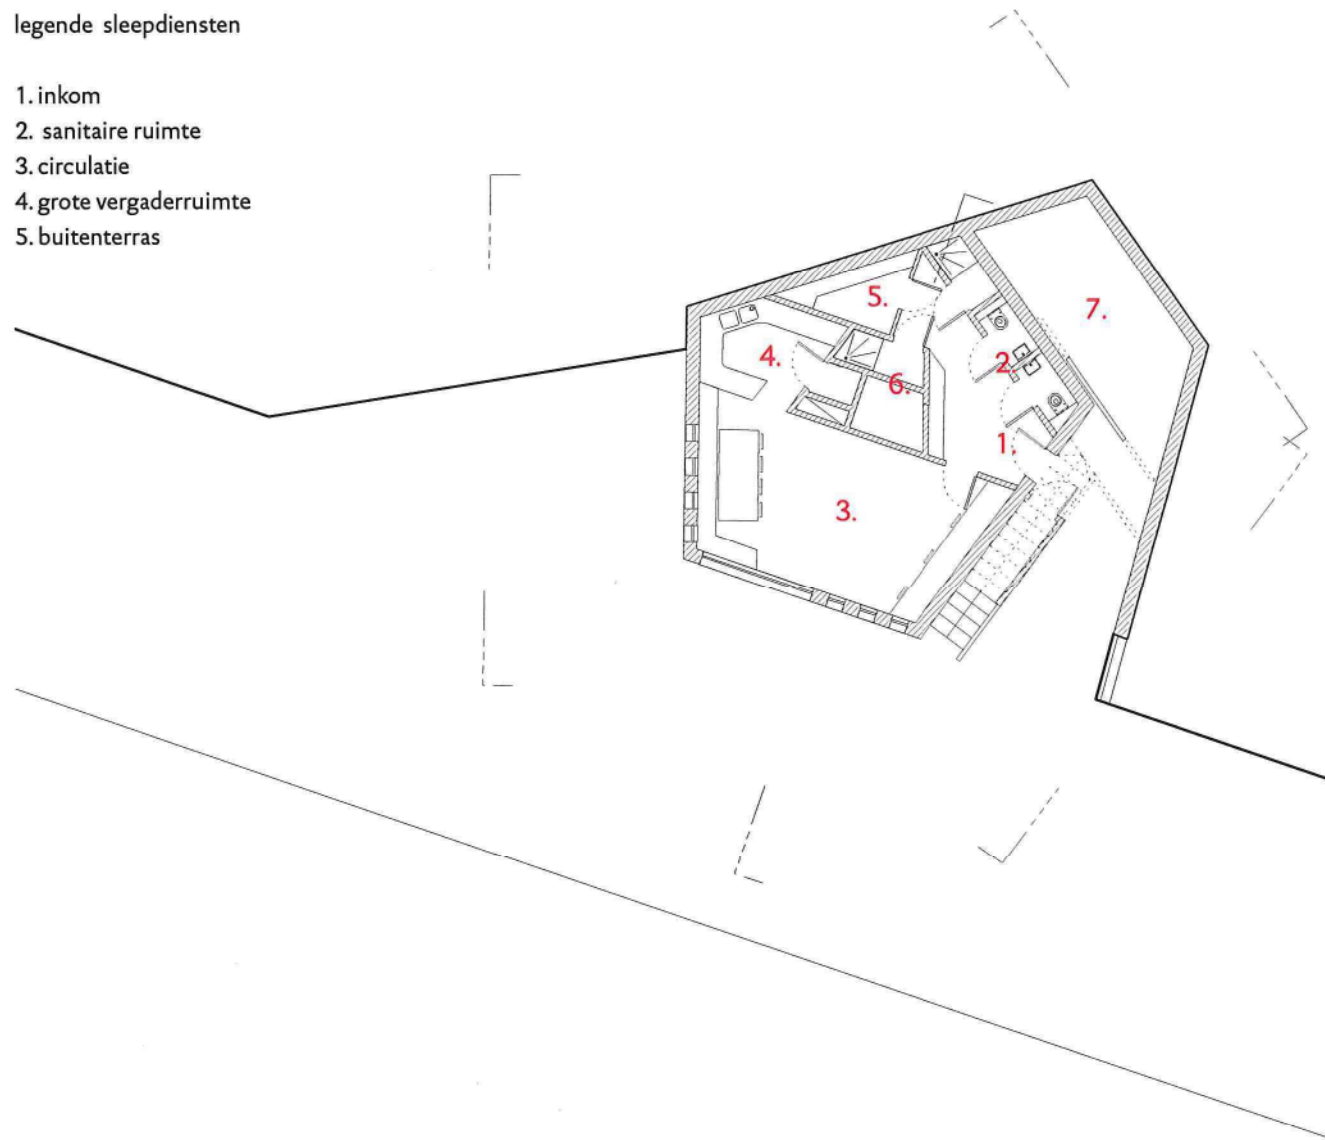 legende sleepdiensten
1. inkom
2. sanitaire ruimte
3. circulatie
4. grote vergaderruimte
5. buitenterras
5.
7.
4.
2.
6.
1.
3.